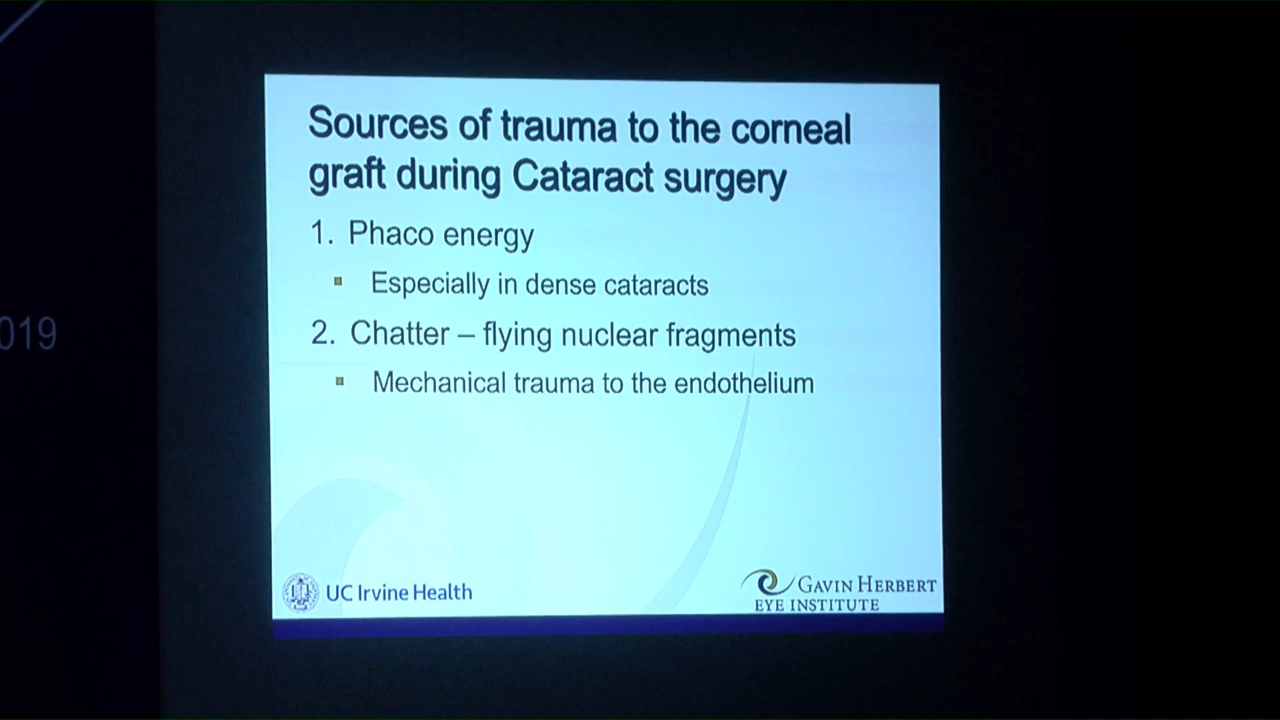 Sources of trauma to the corneal
graft during Cataract surgery
1. Phaco energy
Especially in dense cataracts
2. Chatter – flying nuclear fragments
Mechanical trauma to the endothelium
019
UC Irvine Health
GAVIN HERBERT
EYE INSTITUTE